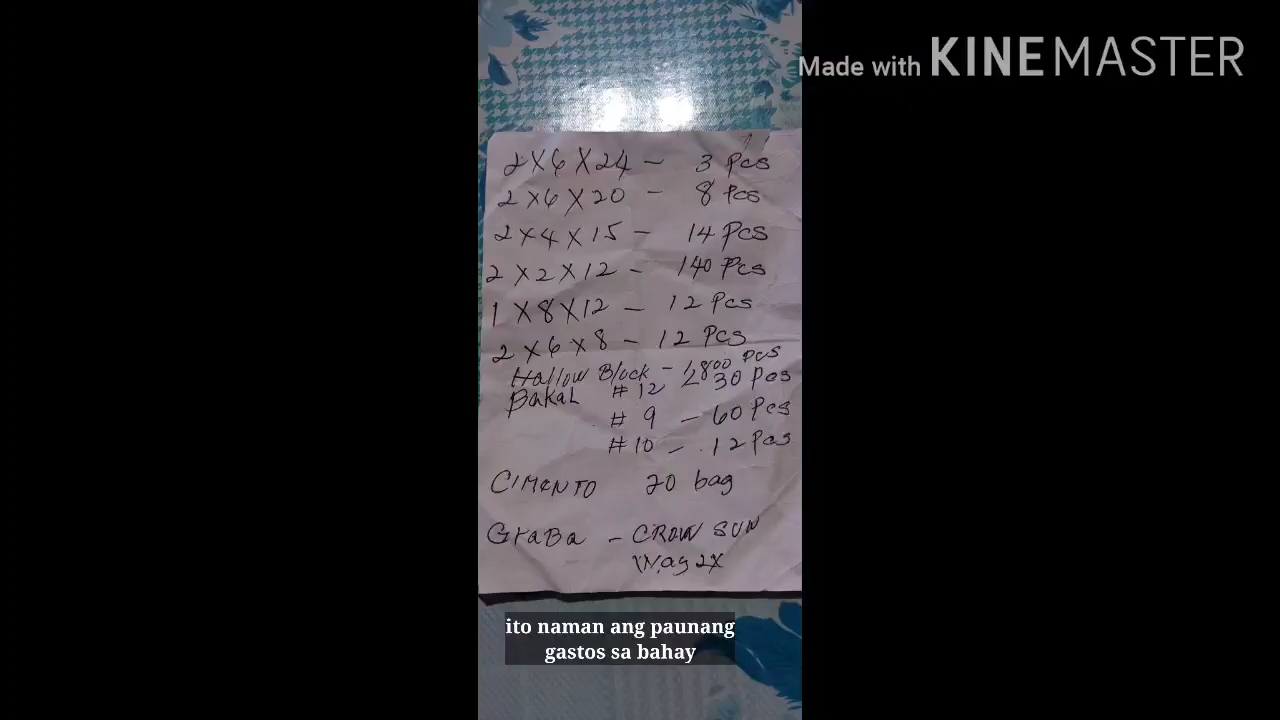 Made with KINEMASTER
2X6X24 - 3 Pcs
2X6X20 - 8 Pcs
2X4X15 - 14 Pcs
2X2X12 - 140 Pcs
1X8X12 - 12 Pcs
2X6X8 - 12 Pcs
Hallow Block - 1800 pcs
BakaL #12 30 Pcs
#9 - 60 Pcs
#10 - 12 Pcs
CIMENTO 20 bag
GraBa - CROW SUN
ito naman ang paunang
gastos sa bahay